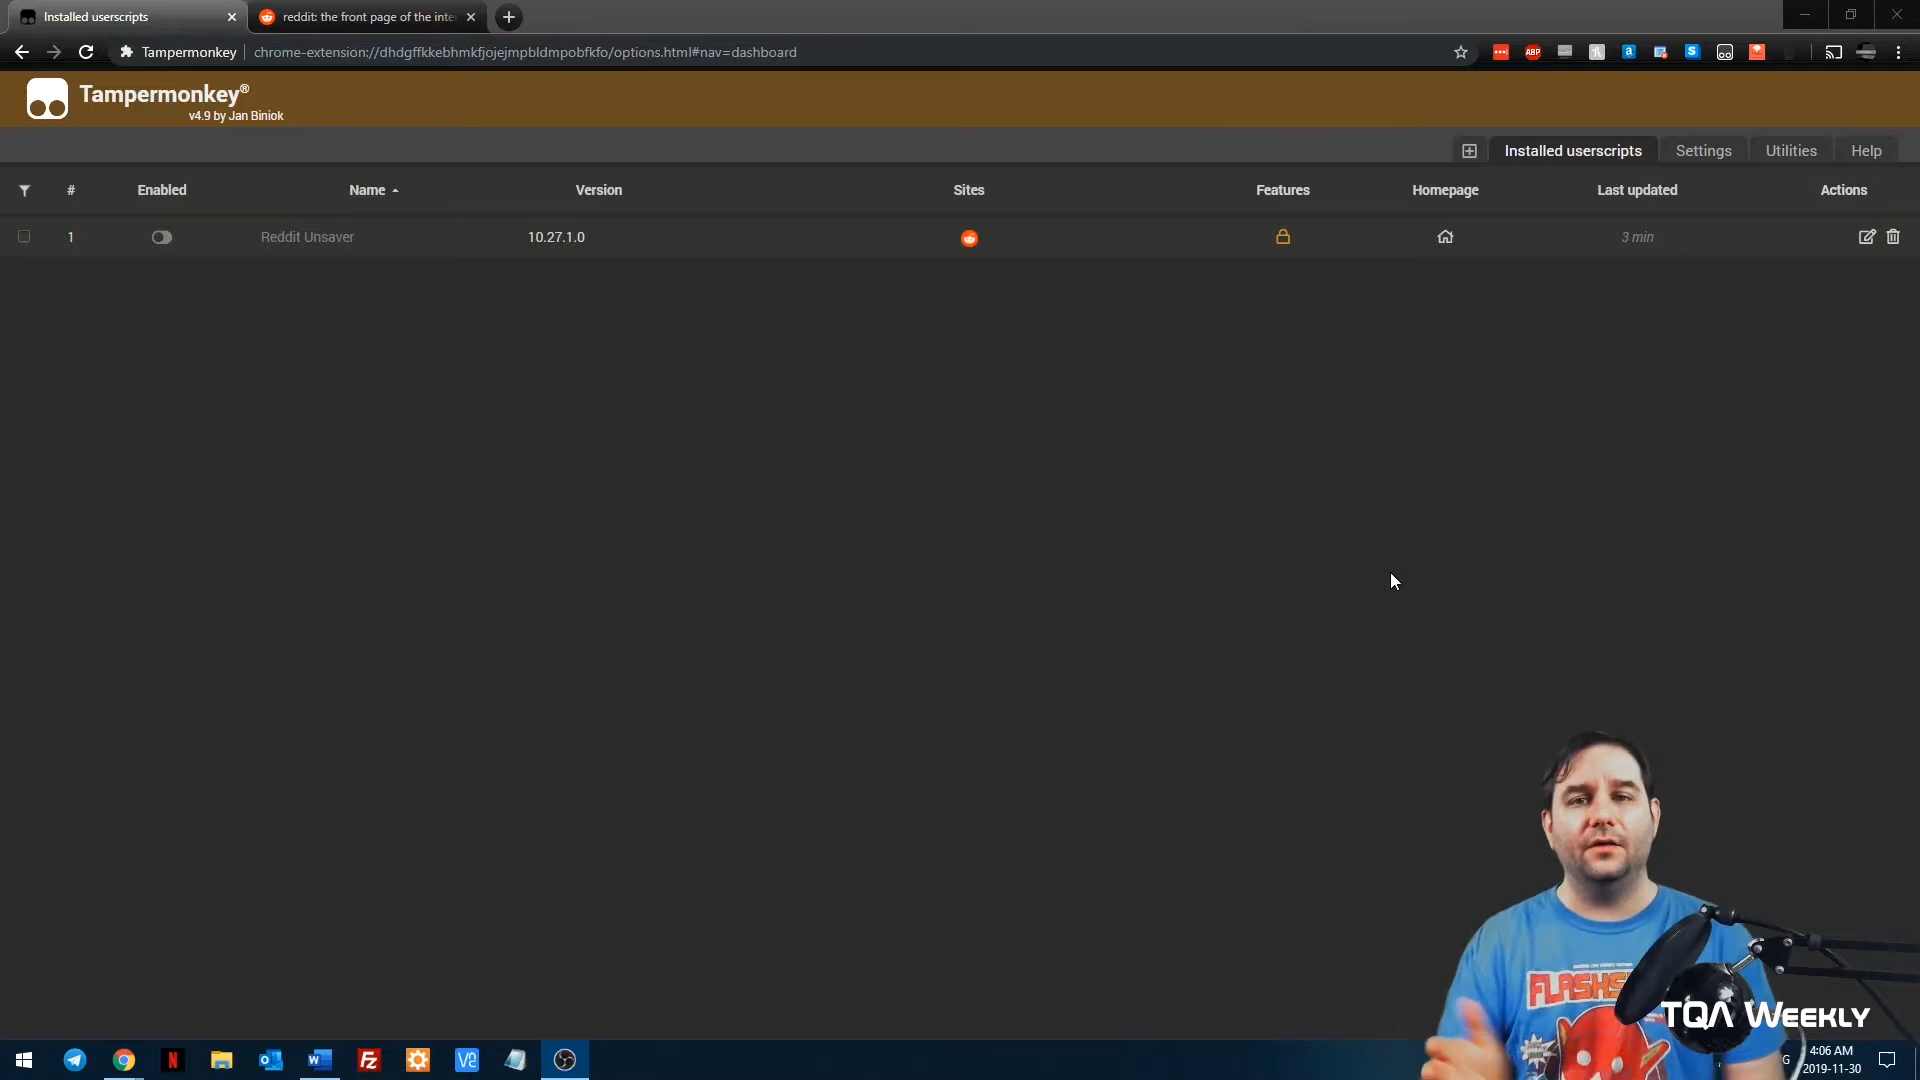 Installed userscripts
reddit: the front page of the inte
Tampermonkey
chrome-extension://dhdgffkkebhmkfjojejmpbldmpobfkfo/options.html#nav=dashboard
ABP
Tampermonkey®
v4.9 by Jan Biniok
Installed userscripts
Settings
Utilities
Help
# Enabled Name Version Sites Features Homepage Last updated Actions
1 Reddit Unsaver 10.27.1.0 3 min
FLASHS
TQA Weekly
4:06 AM
2019-11-30